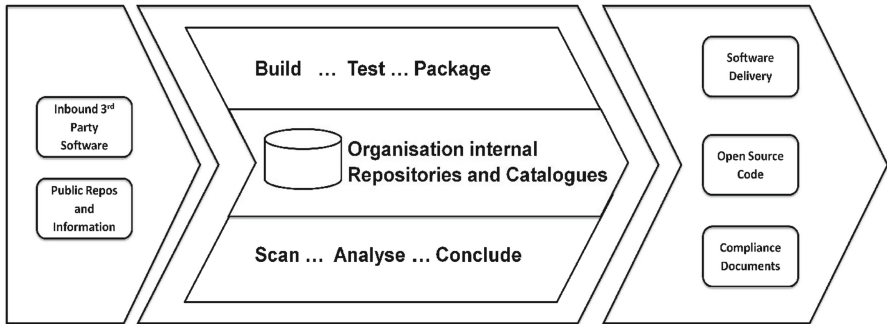 Inbound 3rd
Party
Software
Public Repos
and
Information
Build ... Test ... Package
Organisation internal
Repositories and Catalogues
Scan ... Analyse ... Conclude
Software
Delivery
Open Source
Code
Compliance
Documents